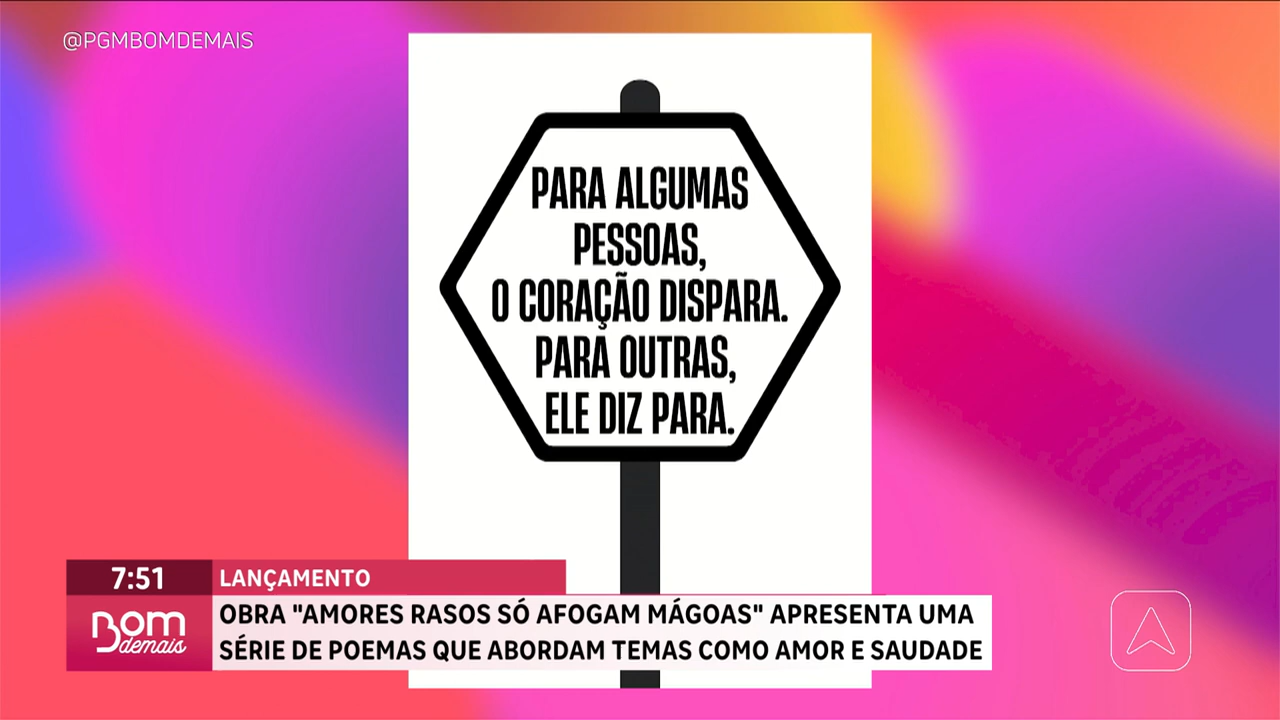 @PGMBOMDEMAIS
PARA ALGUMAS
PESSOAS,
O CORAÇÃO DISPARA.
PARA OUTRAS,
ELE DIZ PARA.
7:51
LANÇAMENTO
Bom
demais
OBRA "AMORES RASOS SÓ AFOGAM MÁGOAS" APRESENTA UMA
SÉRIE DE POEMAS QUE ABORDAM TEMAS COMO AMOR E SAUDADE